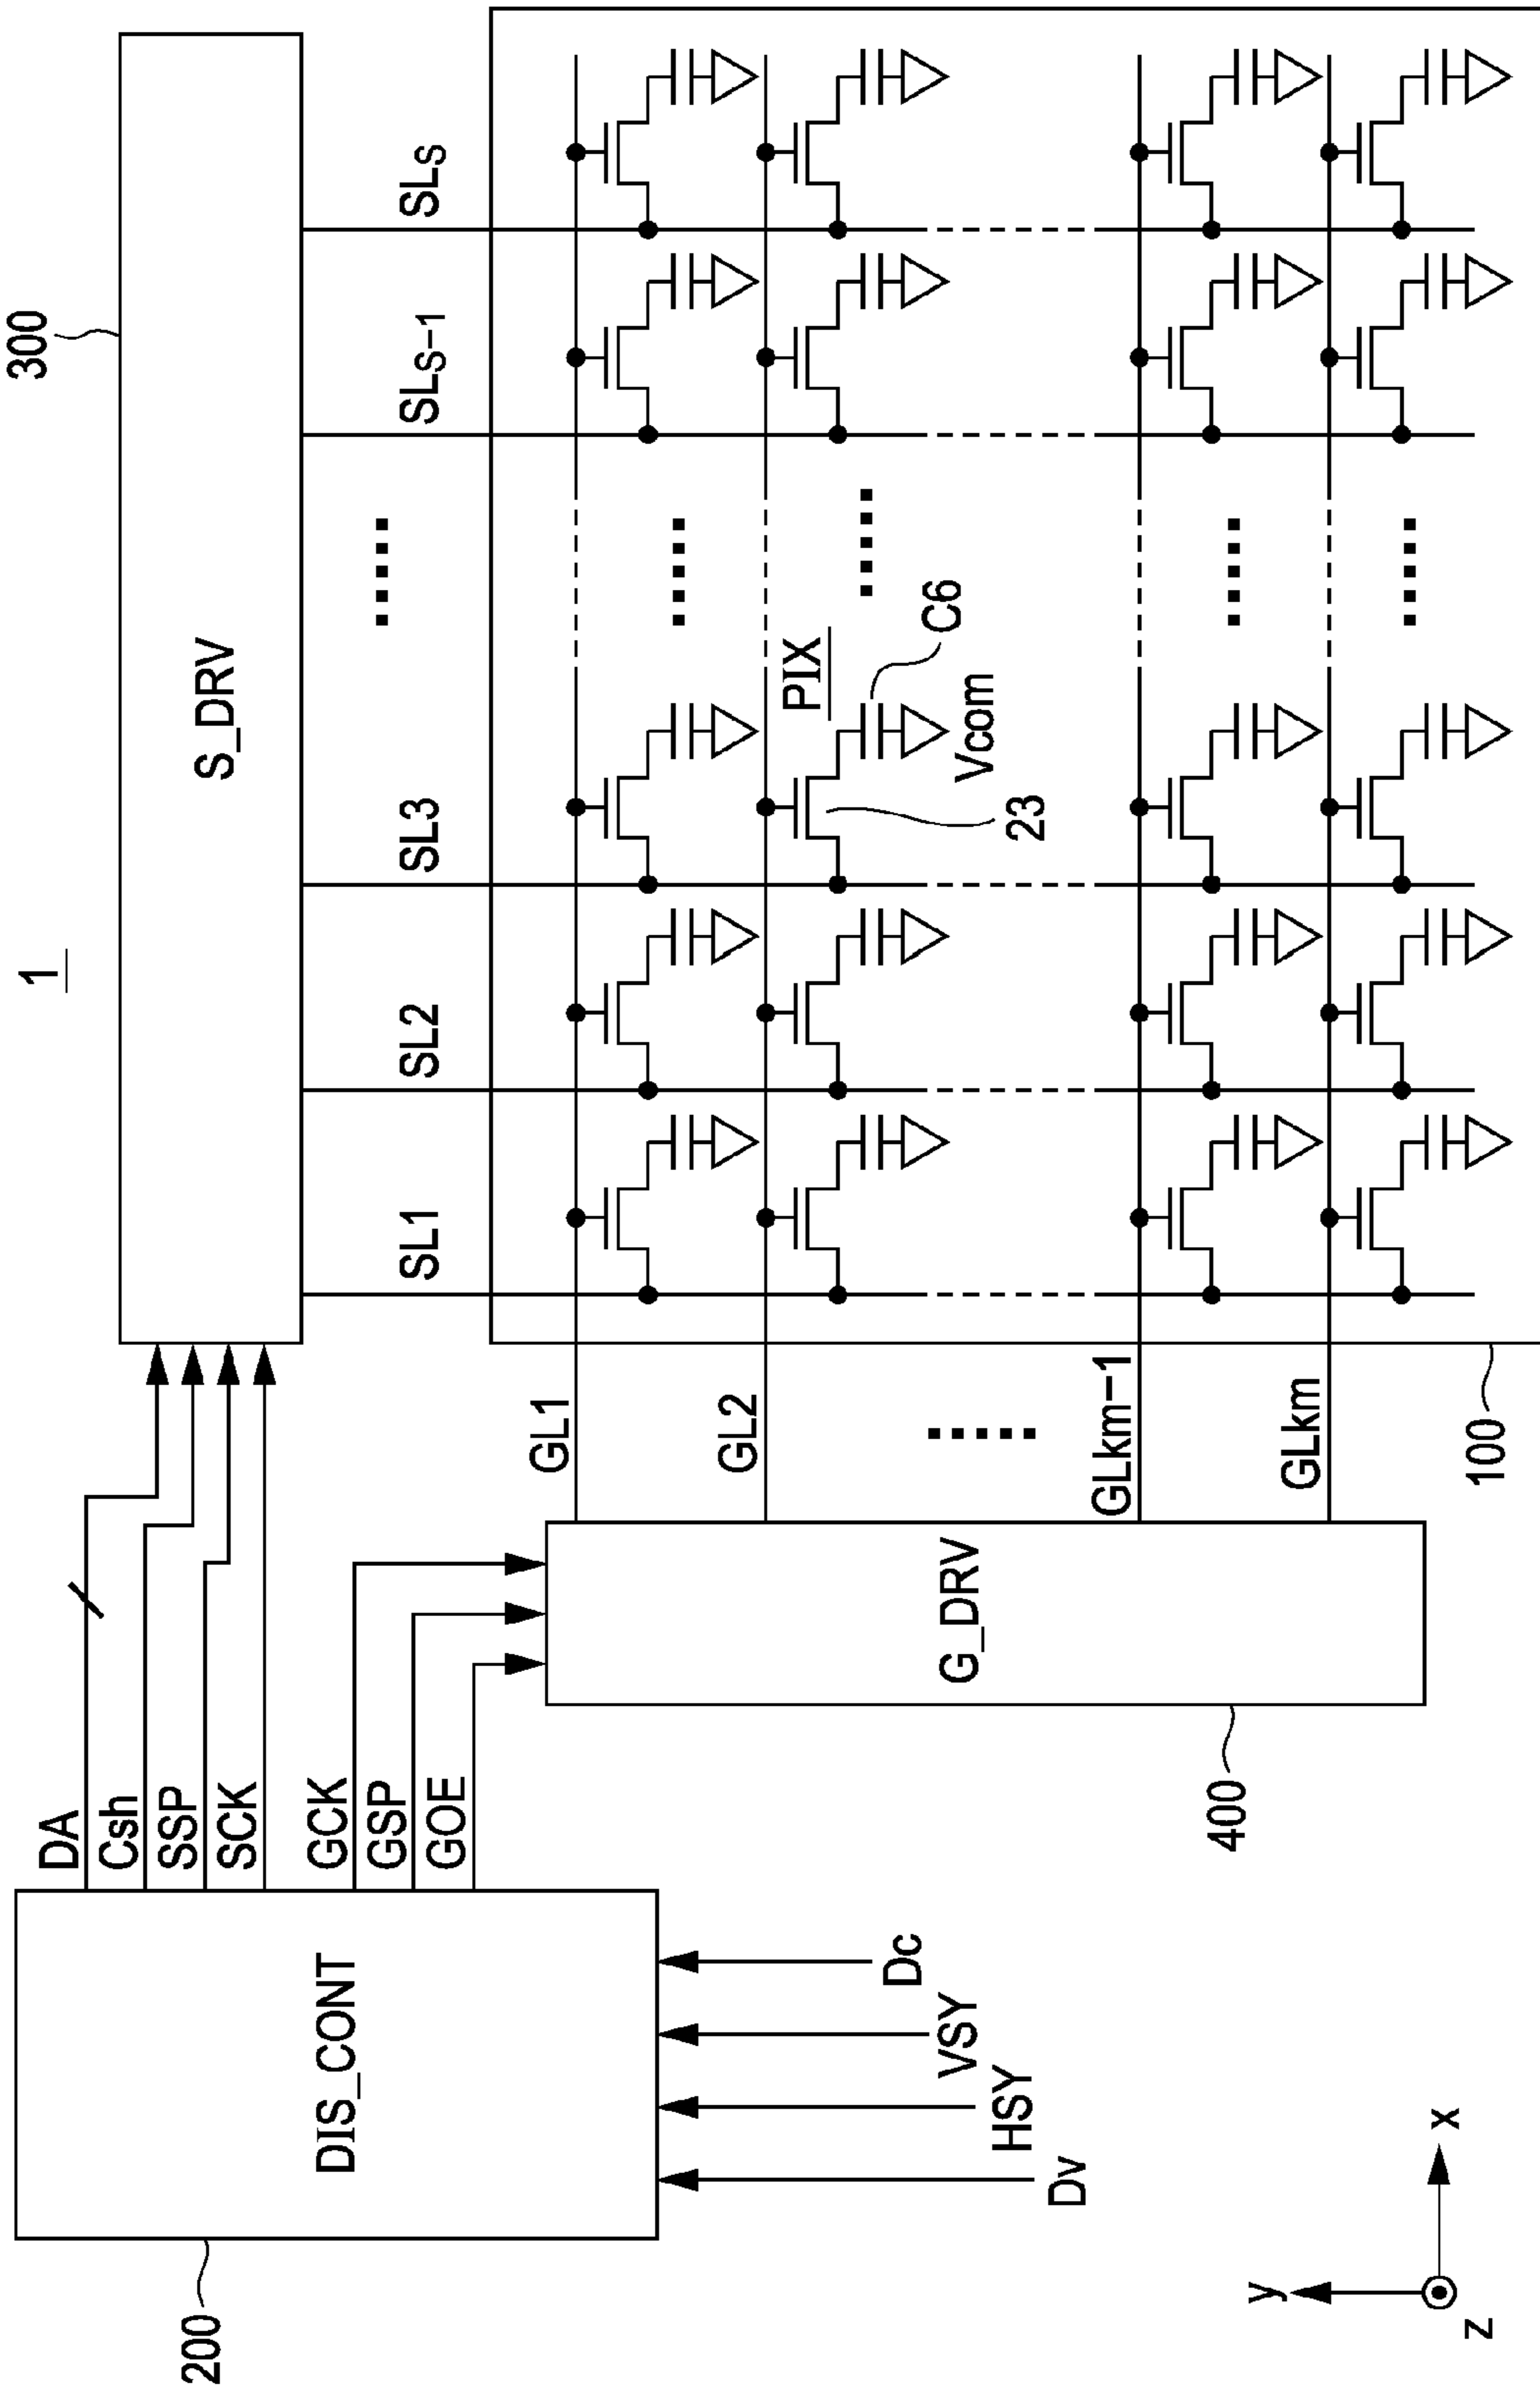 1
300
S_DRV
SL1
SL2
SL3
SLs-1
SLs
200
DIS_CONT
DA
Csh
SSP
SCK
GCK
GSP
GOE
Dv
HSY
VSY
Dc
400
G_DRV
GL1
GL2
GLkm-1
GLkm
100
PIX
C6
Vcom
23
y
x
z